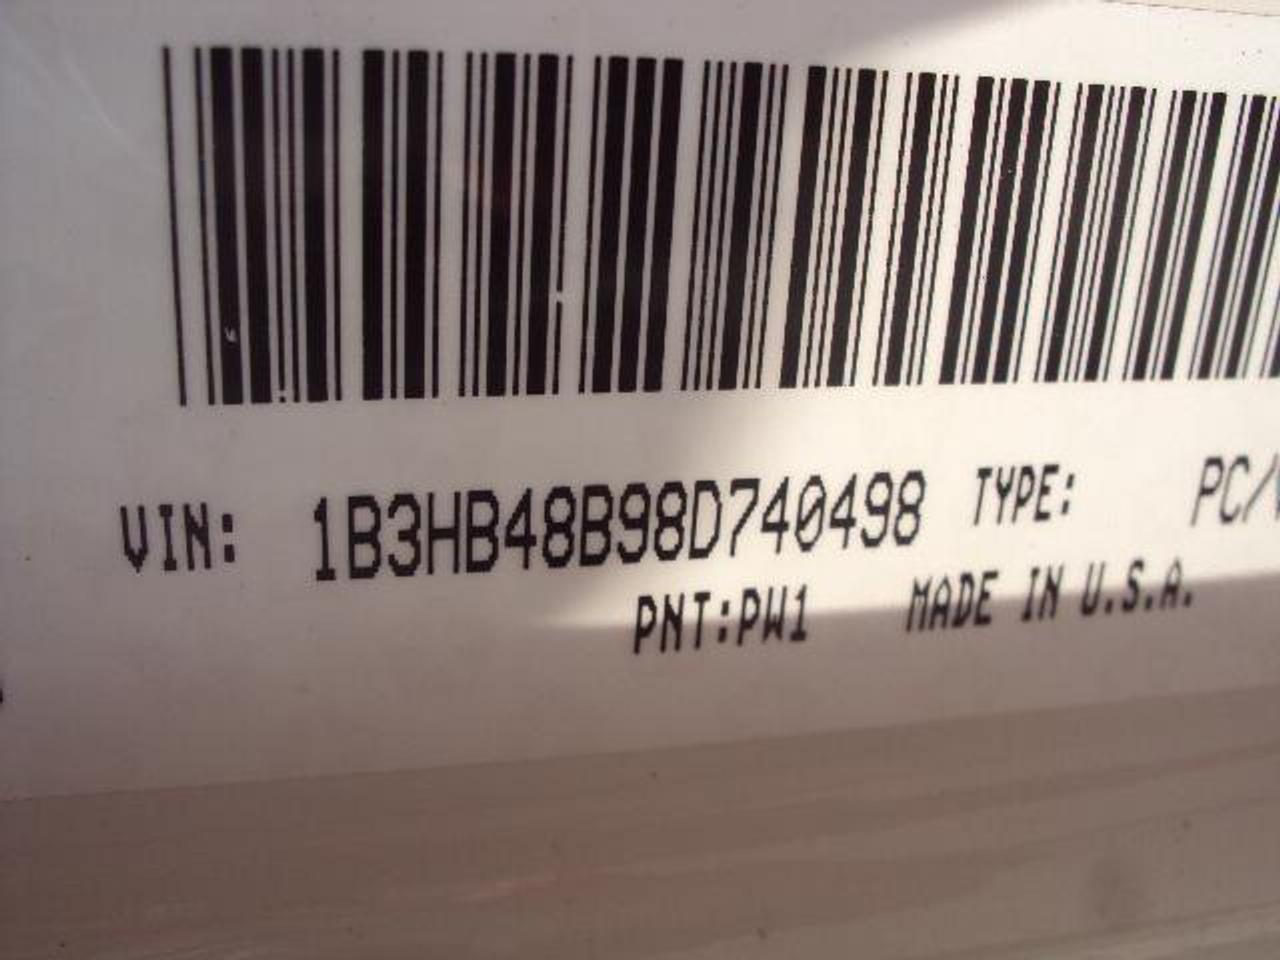 VIN: 1B3HB48B98D740498 TYPE: PC/
PNT:PW1 MADE IN U.S.A.